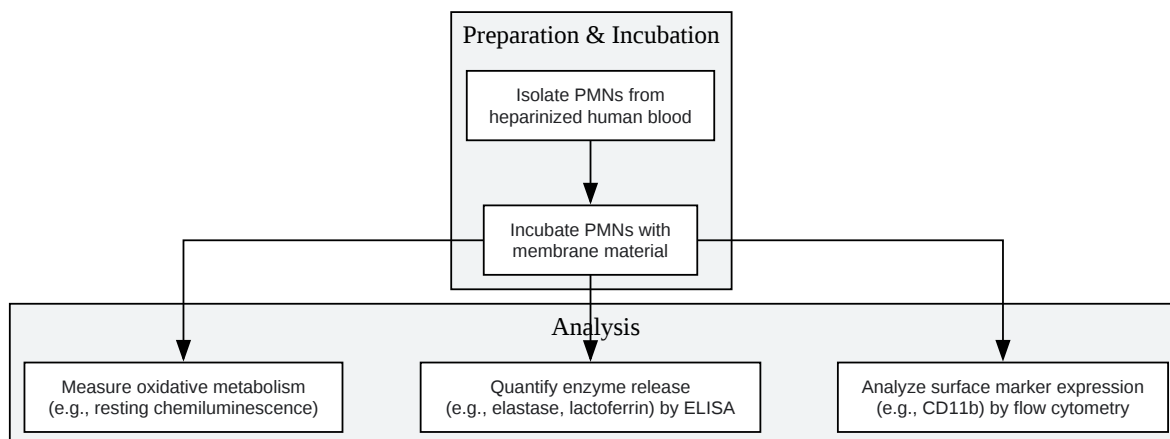 Preparation & Incubation
Isolate PMNs from
heparinized human blood
Incubate PMNs with
membrane material
Analysis
Measure oxidative metabolism
(e.g., resting chemiluminescence)
Quantify enzyme release
(e.g., elastase, lactoferrin) by ELISA
Analyze surface marker expression
(e.g., CD11b) by flow cytometry